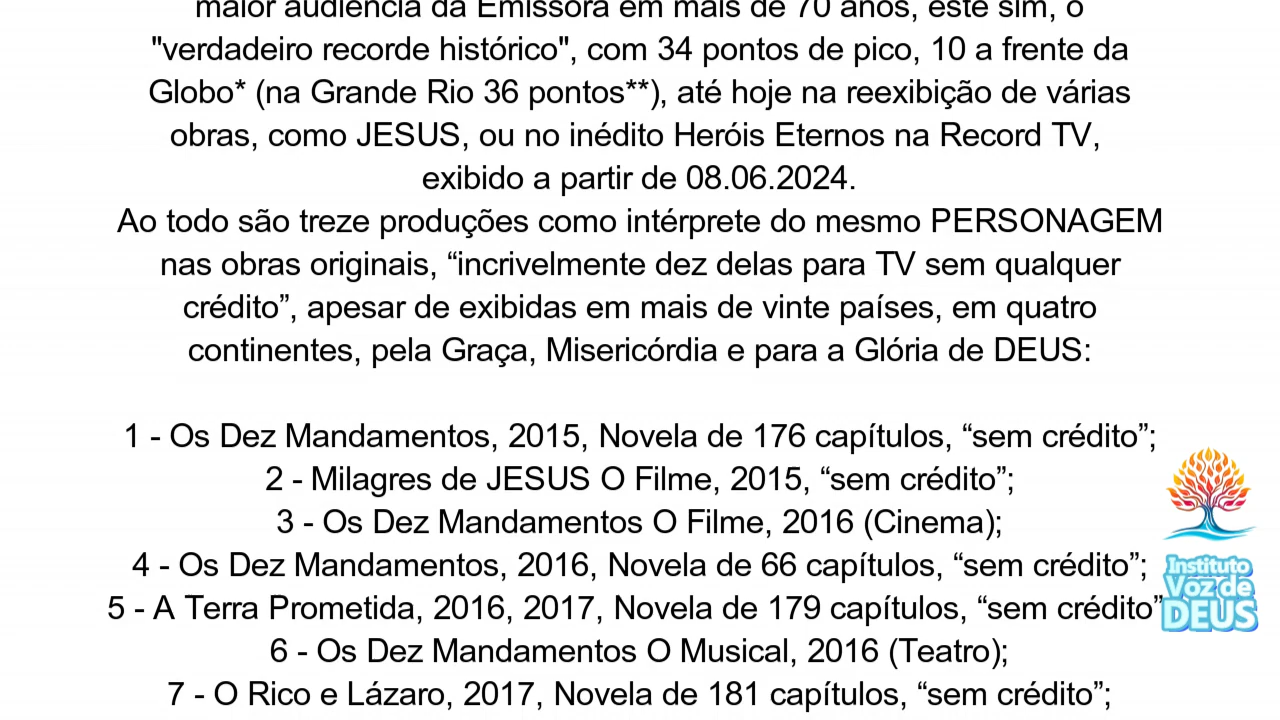 maior audiência da Emissora em mais de 70 anos, este sim, o
"verdadeiro recorde histórico", com 34 pontos de pico, 10 a frente da
Globo* (na Grande Rio 36 pontos**), até hoje na reexibição de várias
obras, como JESUS, ou no inédito Heróis Eternos na Record TV,
exibido a partir de 08.06.2024.
Ao todo são treze produções como intérprete do mesmo PERSONAGEM
nas obras originais, “incrivelmente dez delas para TV sem qualquer
crédito”, apesar de exibidas em mais de vinte países, em quatro
continentes, pela Graça, Misericórdia e para a Glória de DEUS:
1 - Os Dez Mandamentos, 2015, Novela de 176 capítulos, “sem crédito”;
2 - Milagres de JESUS O Filme, 2015, “sem crédito”;
3 - Os Dez Mandamentos O Filme, 2016 (Cinema);
4 - Os Dez Mandamentos, 2016, Novela de 66 capítulos, “sem crédito”;
5 - A Terra Prometida, 2016, 2017, Novela de 179 capítulos, “sem crédito”
6 - Os Dez Mandamentos O Musical, 2016 (Teatro);
7 - O Rico e Lázaro, 2017, Novela de 181 capítulos, “sem crédito”;
Instituto
Voz de
DEUS